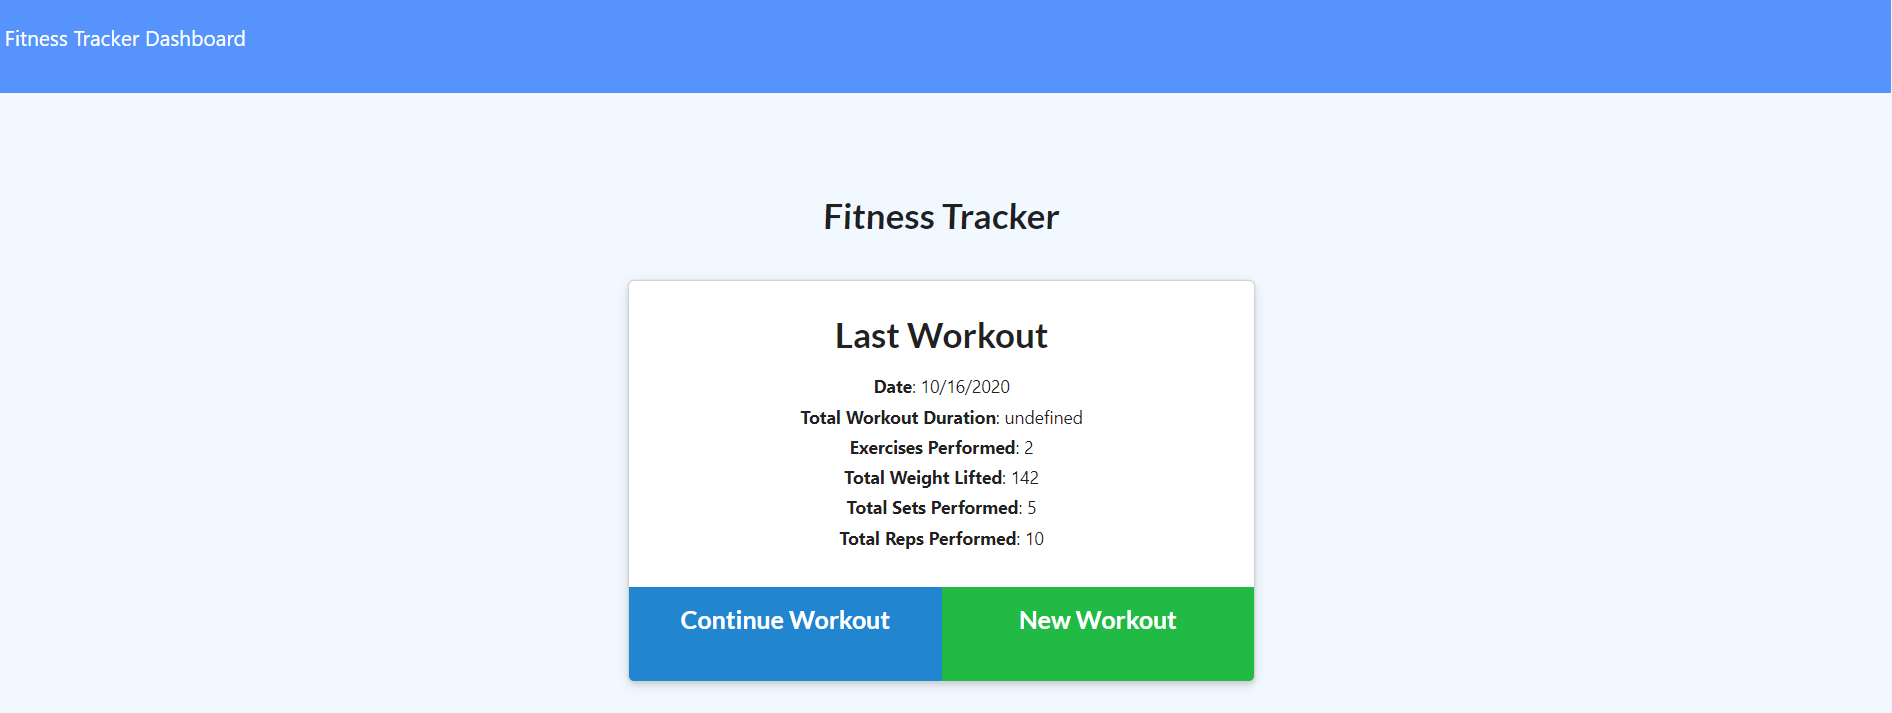 Fitness Tracker Dashboard
Fitness Tracker
Last Workout
Date: 10/16/2020
Total Workout Duration: undefined
Exercises Performed: 2
Total Weight Lifted: 142
Total Sets Performed: 5
Total Reps Performed: 10
Continue Workout
New Workout